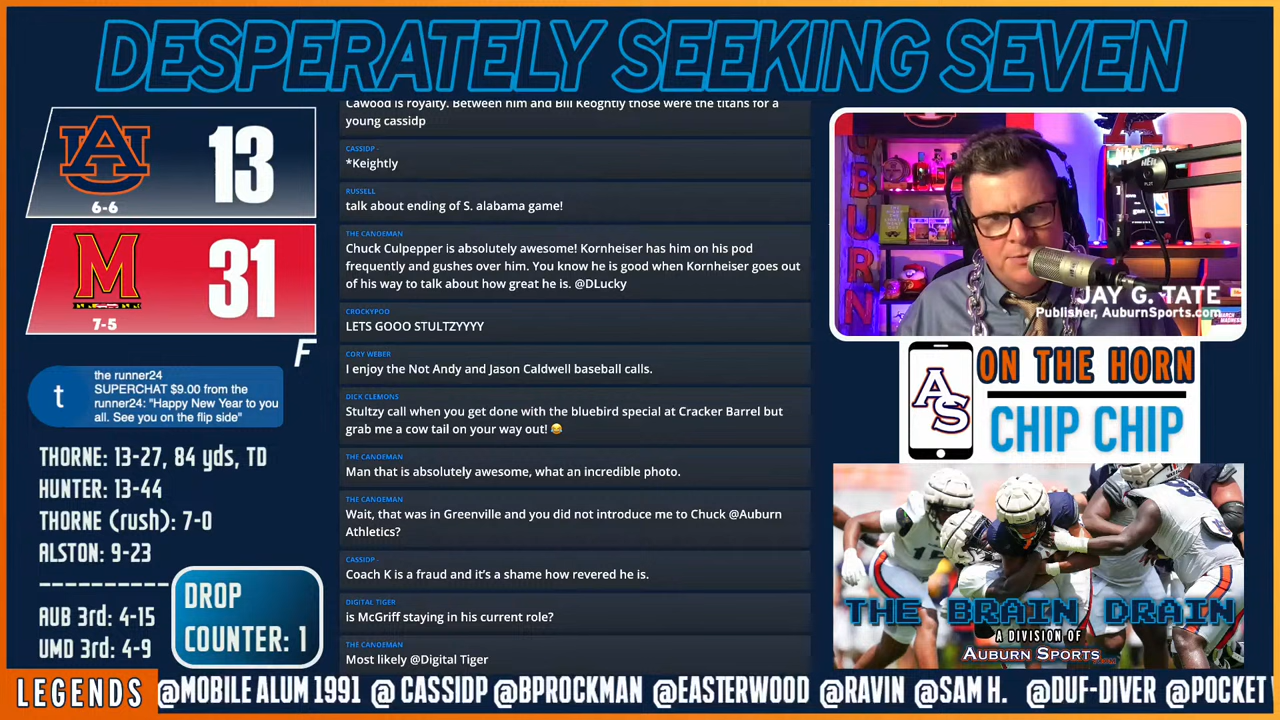 DESPERATELY SEEKING SEVEN
AU
13
6-6
M
31
7-5
F
t
the runner24
SUPERCHAT $9.00 from the
runner24: "Happy New Year to you
all. See you on the flip side"
THORNE: 13-27, 84 yds, TD
HUNTER: 13-44
THORNE (rush): 7-0
ALSTON: 9-23
----------
AUB 3rd: 4-15
UMD 3rd: 4-9
DROP
COUNTER: 1
Cawood is royalty. Between him and Bill Keoghtly those were the titans for a
young cassidp
CASSIDP -
*Keightly
RUSSELL
talk about ending of S. alabama game!
THE CANOEMAN
Chuck Culpepper is absolutely awesome! Kornheiser has him on his pod
frequently and gushes over him. You know he is good when Kornheiser goes out
of his way to talk about how great he is. @DLucky
CROCKYPOO
LETS GOOO STULTZYYYY
CORY WEBER
I enjoy the Not Andy and Jason Caldwell baseball calls.
DICK CLEMONS
Stultzy call when you get done with the bluebird special at Cracker Barrel but
grab me a cow tail on your way out! 😂
THE CANOEMAN
Man that is absolutely awesome, what an incredible photo.
THE CANOEMAN
Wait, that was in Greenville and you did not introduce me to Chuck @Auburn
Athletics?
CASSIDP -
Coach K is a fraud and it's a shame how revered he is.
DIGITAL TIGER
is McGriff staying in his current role?
THE CANOEMAN
Most likely @Digital Tiger
UBURN
JAY G. TATE
Publisher, AuburnSports.com
AS
ON THE HORN
CHIP CHIP
THE BRAIN DRAIN
A DIVISION OF
AUBURN SPORTS.COM
LEGENDS @MOBILE ALUM 1991 @ CASSIDP @BPROCKMAN @EASTERWOOD @RAVIN @SAM H. @DUF-DIVER @POCKET